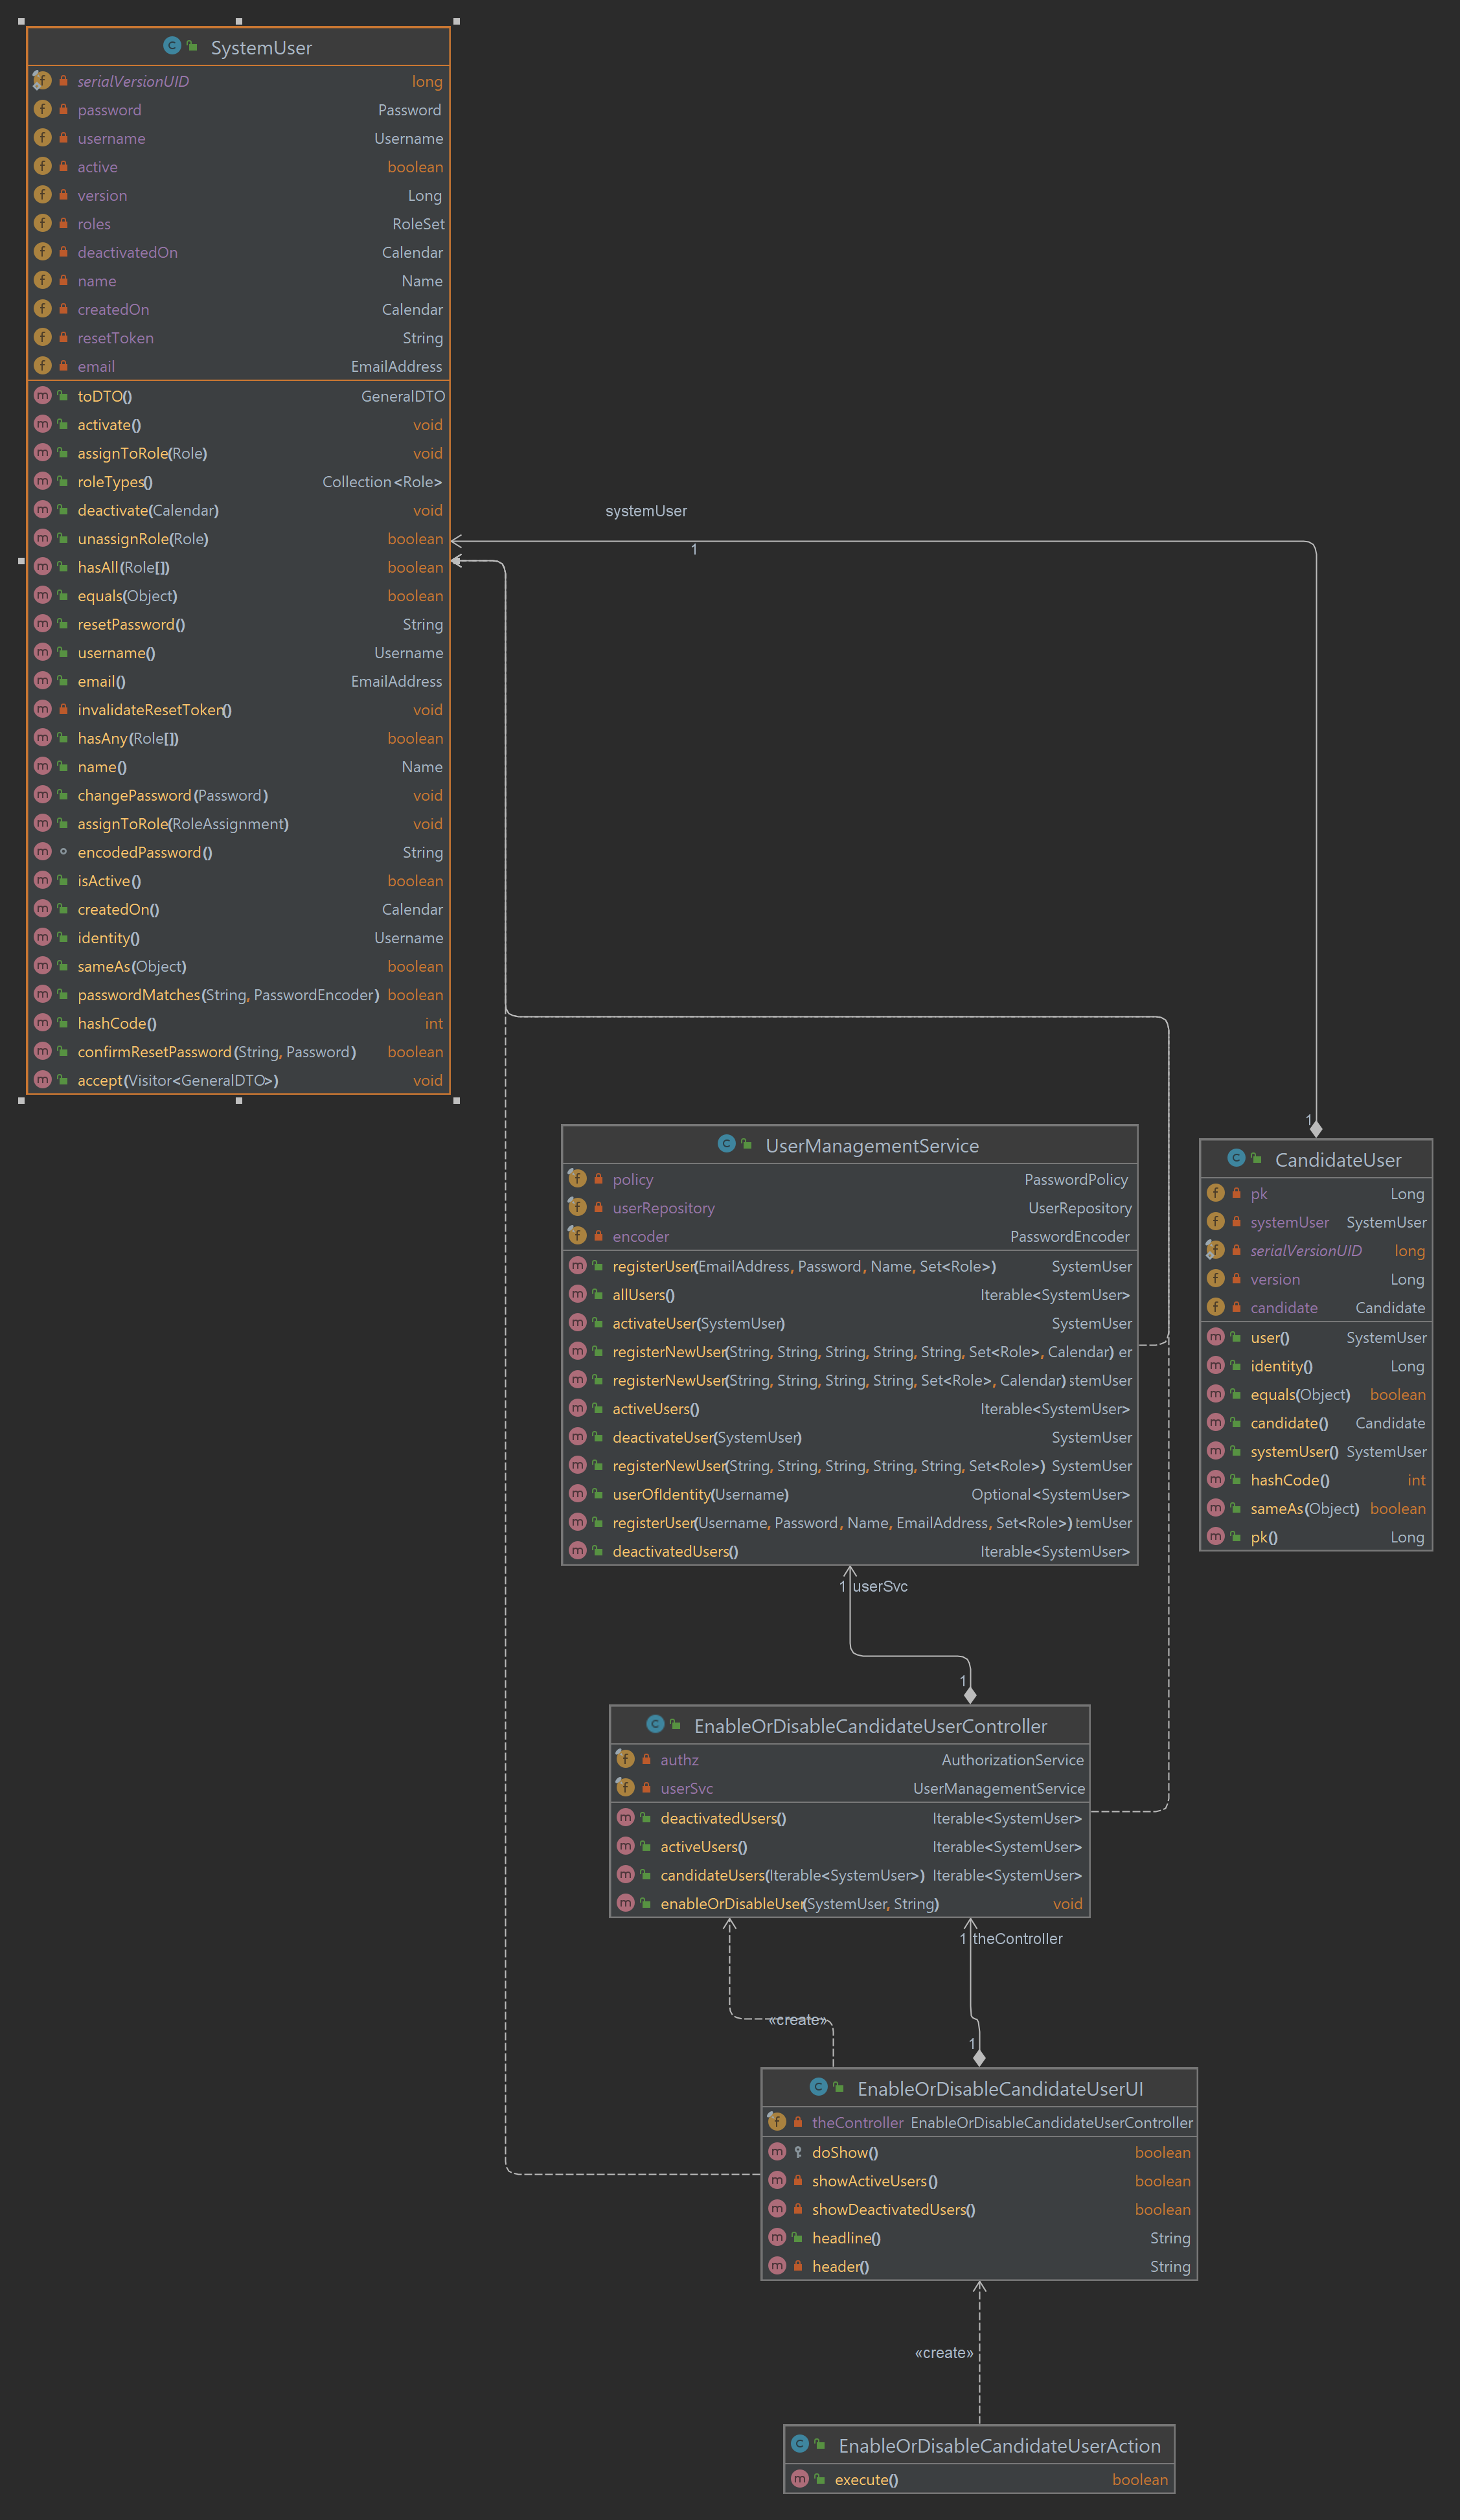 SystemUser
serialVersionUID long
password Password
username Username
active boolean
version Long
roles RoleSet
deactivatedOn Calendar
name Name
createdOn Calendar
resetToken String
email EmailAddress
toDTO() GeneralDTO
activate() void
assignToRole(Role) void
roleTypes() Collection<Role>
deactivate(Calendar) void
unassignRole(Role) boolean
hasAll(Role[]) boolean
equals(Object) boolean
resetPassword() String
username() Username
email() EmailAddress
invalidateResetToken() void
hasAny(Role[]) boolean
name() Name
changePassword(Password) void
assignToRole(RoleAssignment) void
encodedPassword() String
isActive() boolean
createdOn() Calendar
identity() Username
sameAs(Object) boolean
passwordMatches(String, PasswordEncoder) boolean
hashCode() int
confirmResetPassword(String, Password) boolean
accept(Visitor<GeneralDTO>) void
systemUser
1
1
UserManagementService
policy PasswordPolicy
userRepository UserRepository
encoder PasswordEncoder
registerUser(EmailAddress, Password, Name, Set<Role>) SystemUser
allUsers() Iterable<SystemUser>
activateUser(SystemUser) SystemUser
registerNewUser(String, String, String, String, String, Set<Role>, Calendar) er
registerNewUser(String, String, String, String, Set<Role>, Calendar) stemUser
activeUsers() Iterable<SystemUser>
deactivateUser(SystemUser) SystemUser
registerNewUser(String, String, String, String, String, Set<Role>) SystemUser
userOfIdentity(Username) Optional<SystemUser>
registerUser(Username, Password, Name, EmailAddress, Set<Role>) temUser
deactivatedUsers() Iterable<SystemUser>
CandidateUser
pk Long
systemUser SystemUser
serialVersionUID long
version Long
candidate Candidate
user() SystemUser
identity() Long
equals(Object) boolean
candidate() Candidate
systemUser() SystemUser
hashCode() int
sameAs(Object) boolean
pk() Long
1 userSvc
1
EnableOrDisableCandidateUserController
authz AuthorizationService
userSvc UserManagementService
deactivatedUsers() Iterable<SystemUser>
activeUsers() Iterable<SystemUser>
candidateUsers(Iterable<SystemUser>) Iterable<SystemUser>
enableOrDisableUser(SystemUser, String) void
1 theController
«create»
1
EnableOrDisableCandidateUserUI
theController EnableOrDisableCandidateUserController
doShow() boolean
showActiveUsers() boolean
showDeactivatedUsers() boolean
headline() String
header() String
«create»
EnableOrDisableCandidateUserAction
execute() boolean